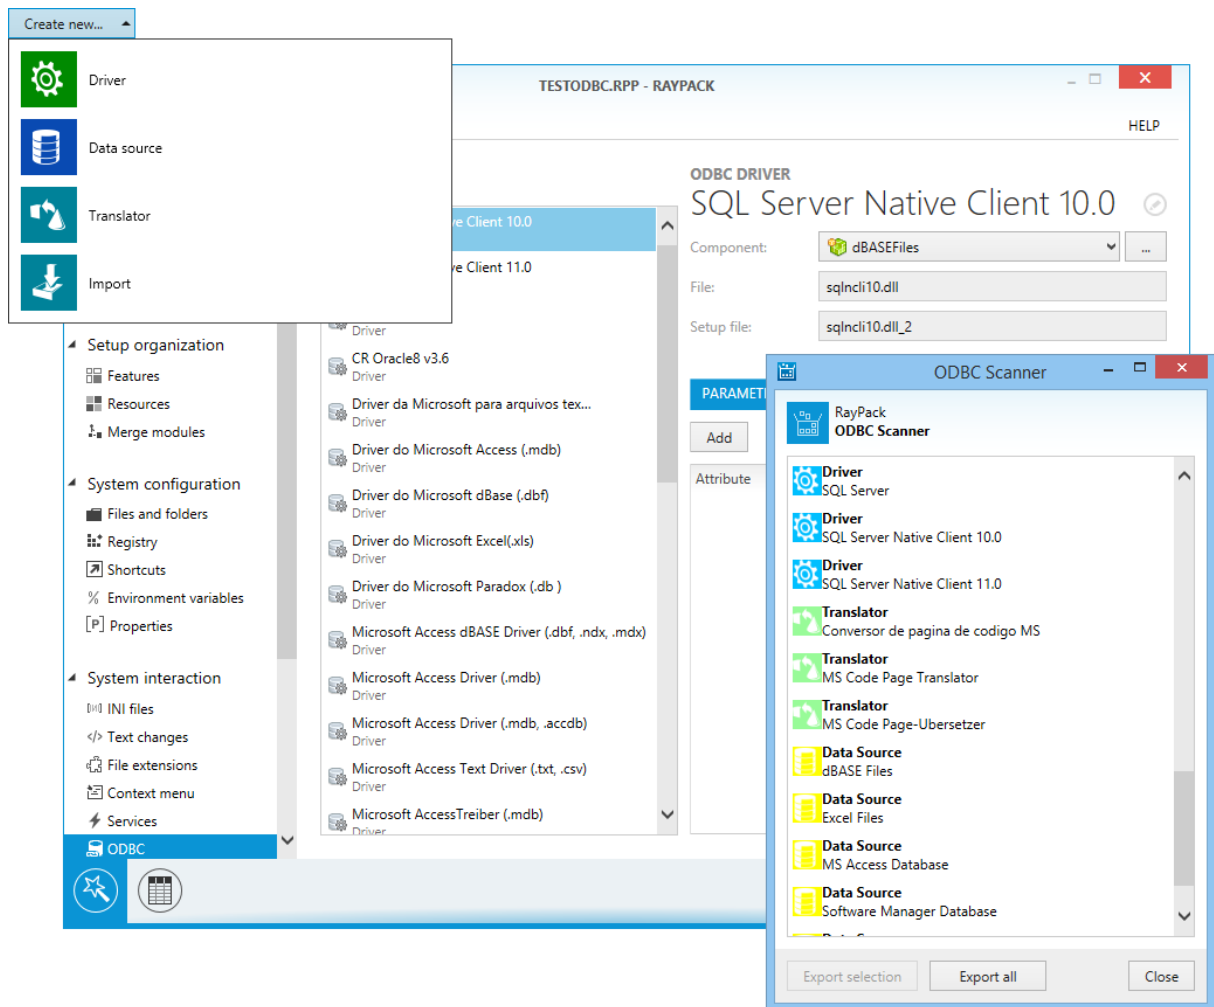 Create new...
Driver
Data source
Translator
Import
TESTODBC.RPP - RAYPACK
HELP
Setup organization
Features
Resources
Merge modules
System configuration
Files and folders
Registry
Shortcuts
Environment variables
Properties
System interaction
INI files
Text changes
File extensions
Context menu
Services
ODBC
ve Client 10.0
ve Client 11.0
Driver
CR Oracle8 v3.6
Driver
Driver da Microsoft para arquivos tex...
Driver
Driver do Microsoft Access (.mdb)
Driver
Driver do Microsoft dBase (.dbf)
Driver
Driver do Microsoft Excel(.xls)
Driver
Driver do Microsoft Paradox (.db )
Driver
Microsoft Access dBASE Driver (.dbf, .ndx, .mdx)
Driver
Microsoft Access Driver (.mdb)
Driver
Microsoft Access Driver (.mdb, .accdb)
Driver
Microsoft Access Text Driver (.txt, .csv)
Driver
Microsoft AccessTreiber (.mdb)
Driver
ODBC DRIVER
SQL Server Native Client 10.0
Component: dBASEFiles ...
File: sqlncli10.dll
Setup file: sqlncli10.dll_2
PARAMET
Add
Attribute
ODBC Scanner
RayPack
ODBC Scanner
Driver
SQL Server
Driver
SQL Server Native Client 10.0
Driver
SQL Server Native Client 11.0
Translator
Conversor de pagina de codigo MS
Translator
MS Code Page Translator
Translator
MS Code Page-Ubersetzer
Data Source
dBASE Files
Data Source
Excel Files
Data Source
MS Access Database
Data Source
Software Manager Database
Export selection
Export all
Close